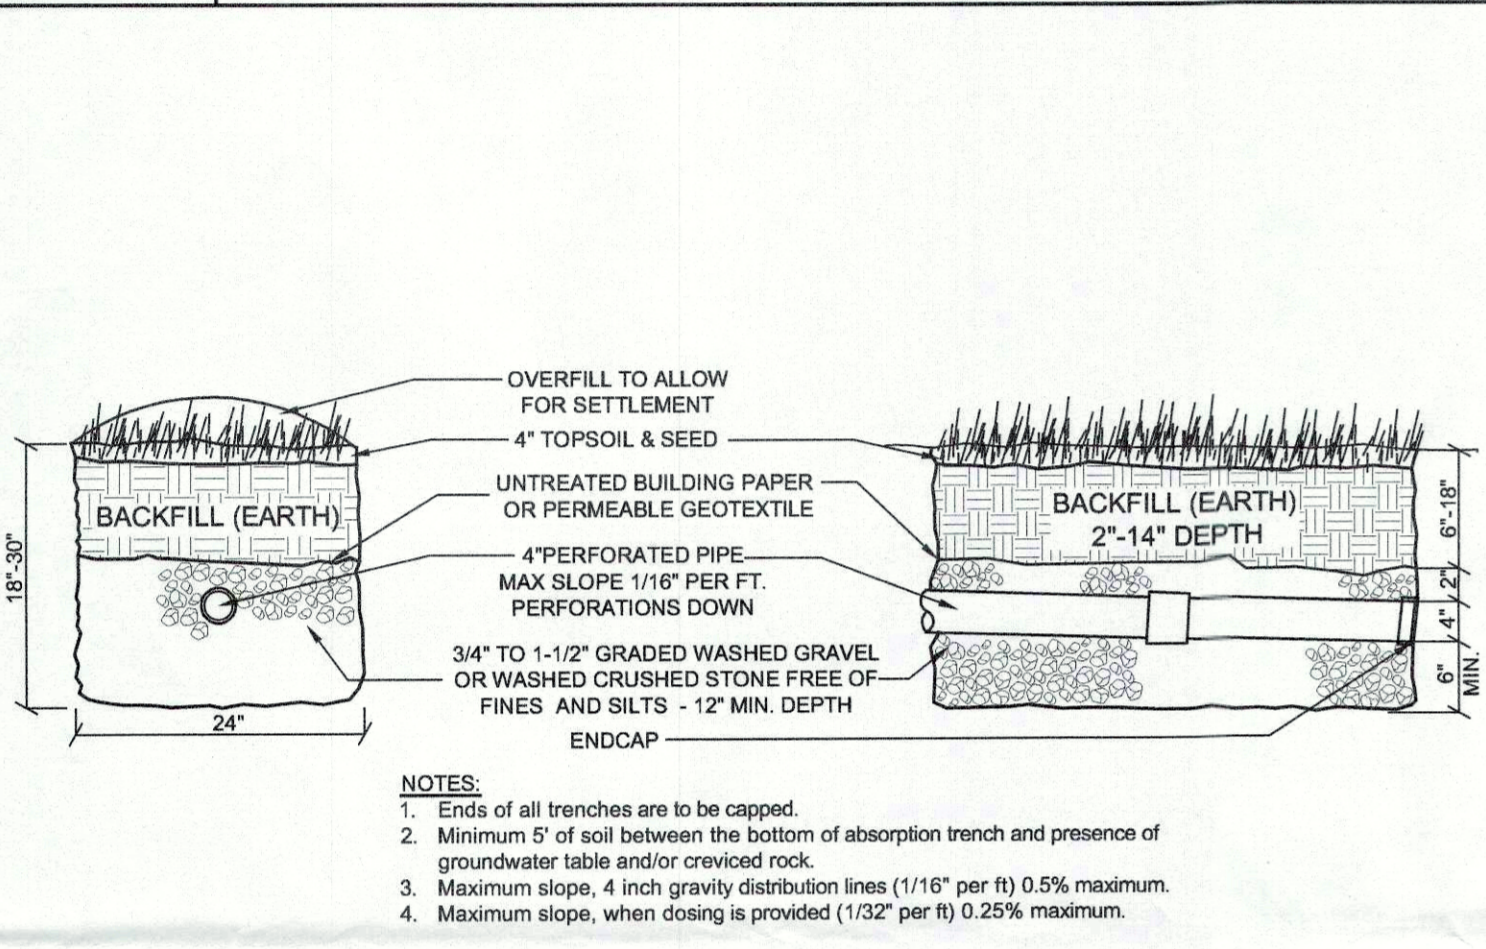 OVERFILL TO ALLOW
FOR SETTLEMENT
4" TOPSOIL & SEED
UNTREATED BUILDING PAPER
OR PERMEABLE GEOTEXTILE
4"PERFORATED PIPE
MAX SLOPE 1/16" PER FT.
PERFORATIONS DOWN
3/4" TO 1-1/2" GRADED WASHED GRAVEL
OR WASHED CRUSHED STONE FREE OF
FINES AND SILTS - 12" MIN. DEPTH
ENDCAP
BACKFILL (EARTH)
18"-30"
24"
BACKFILL (EARTH)
2"-14" DEPTH
6"-18"
2"
4"
6"
MIN.
NOTES:
1. Ends of all trenches are to be capped.
2. Minimum 5' of soil between the bottom of absorption trench and presence of
groundwater table and/or creviced rock.
3. Maximum slope, 4 inch gravity distribution lines (1/16" per ft) 0.5% maximum.
4. Maximum slope, when dosing is provided (1/32" per ft) 0.25% maximum.